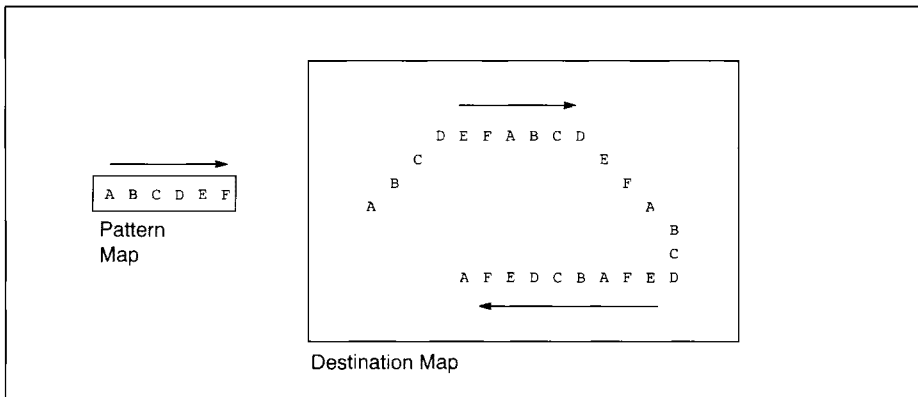 D E F A B C D
C E
B F
A B C D E F A A
Pattern B
Map C
A F E D C B A F E D
Destination Map